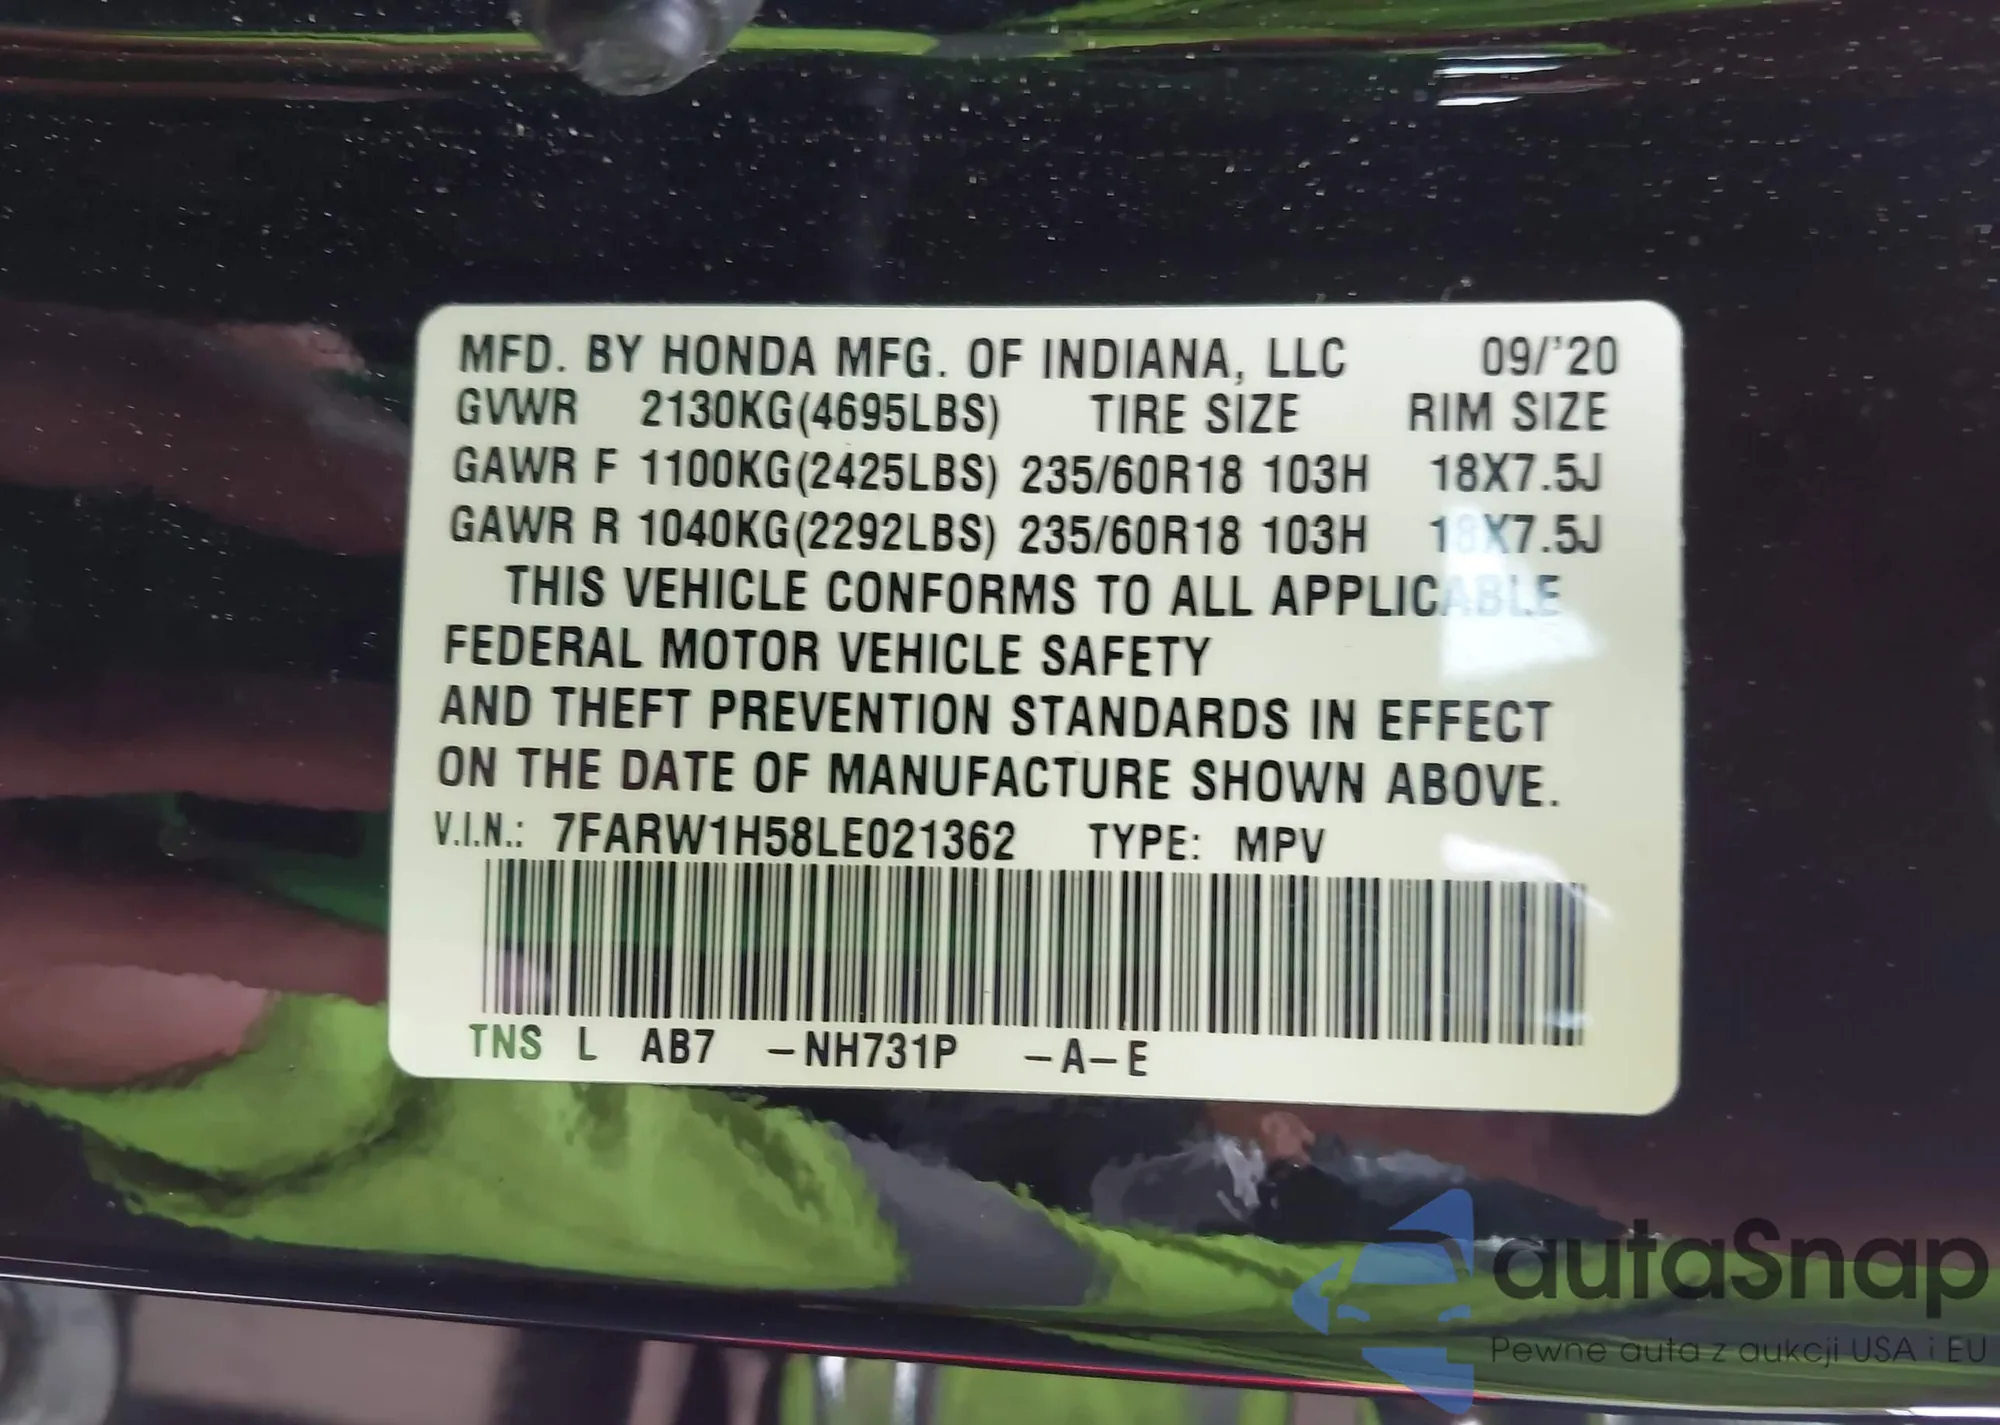 MFD. BY HONDA MFG. OF INDIANA, LLC 09/'20
GVWR 2130KG(4695LBS) TIRE SIZE RIM SIZE
GAWR F 1100KG(2425LBS) 235/60R18 103H 18X7.5J
GAWR R 1040KG(2292LBS) 235/60R18 103H 18X7.5J
THIS VEHICLE CONFORMS TO ALL APPLICABLE
FEDERAL MOTOR VEHICLE SAFETY
AND THEFT PREVENTION STANDARDS IN EFFECT
ON THE DATE OF MANUFACTURE SHOWN ABOVE.
V.I.N.: 7FARW1H58LE021362 TYPE: MPV
TNS L AB7 -NH731P -A-E
autaSnap
Pewne auta z aukcji USA i EU